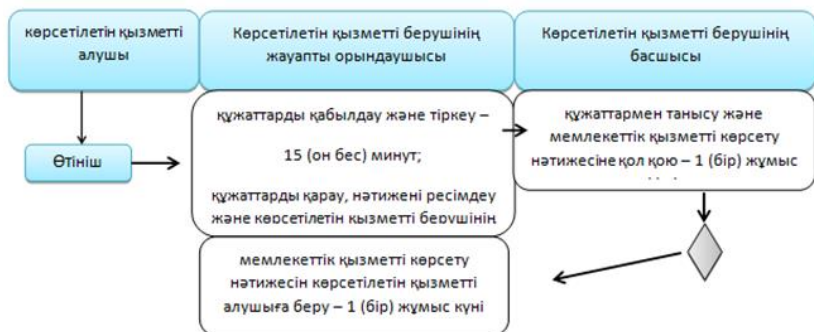 көрсетілетін қызметті
алушы
Көрсетілетін қызметті берушінің
жауапты орындаушысы
Көрсетілетін қызметті берушінің
басшысы
Өтініш
құжаттарды қабылдау және тіркеу –
15 (он бес) минут;
құжаттарды қарау, нәтижені ресімдеу
және көрсетілетін қызметті берушінің
құжаттармен танысу және
мемлекеттік қызметті көрсету
нәтижесіне қол қою – 1 (бір) жұмыс
мемлекеттік қызметті көрсету
нәтижесін көрсетілетін қызметті
алушыға беру – 1 (бір) жұмыс күні